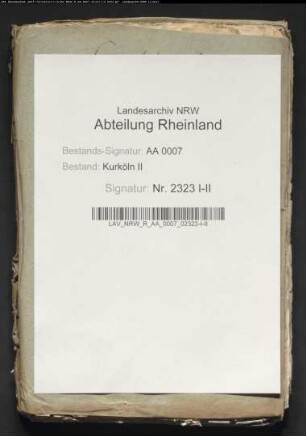 Landesarchiv NRW
Abteilung Rheinland
Bestands-Signatur: AA 0007
Bestand: Kurköln II
Signatur: Nr. 2323 I-II
LAV_NRW_R_AA_0007_02323-I-II